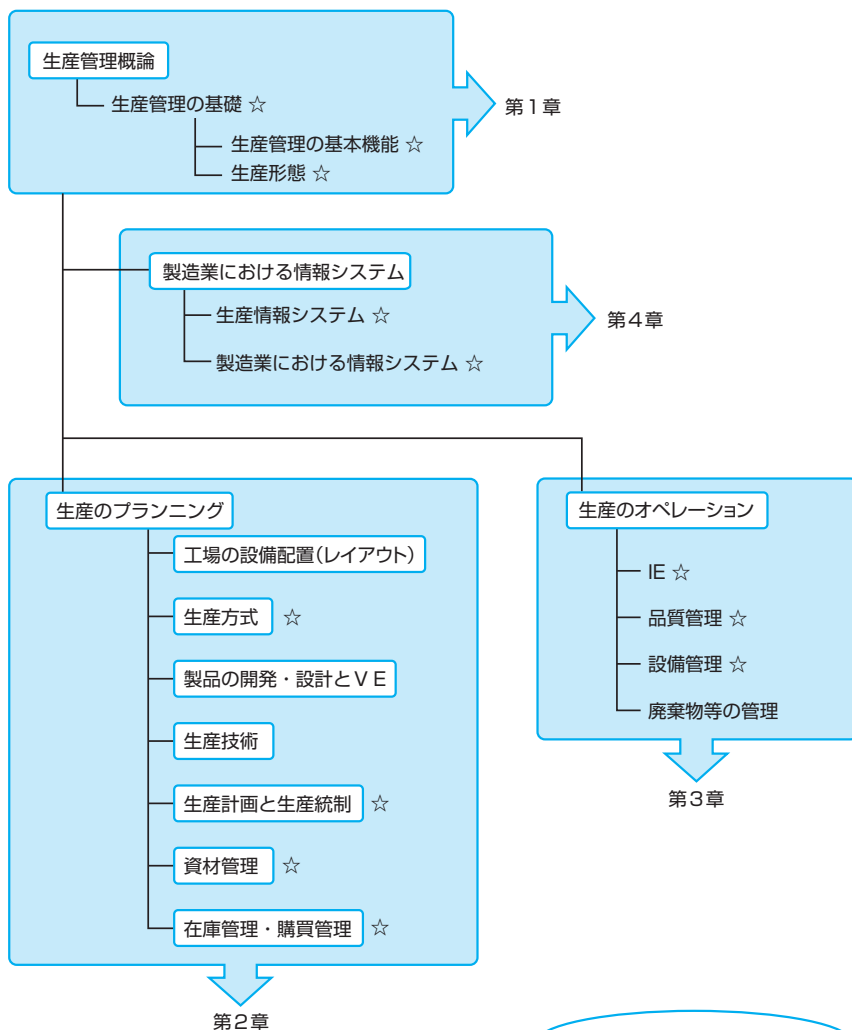 生産管理概論
生産管理の基礎 ☆
生産管理の基本機能 ☆
生産形態 ☆
第1章
製造業における情報システム
生産情報システム ☆
製造業における情報システム ☆
第4章
生産のプランニング
工場の設備配置(レイアウト)
生産方式 ☆
製品の開発・設計とＶＥ
生産技術
生産計画と生産統制 ☆
資材管理 ☆
在庫管理・購買管理 ☆
第2章
生産のオペレーション
IE ☆
品質管理 ☆
設備管理 ☆
廃棄物等の管理
第3章